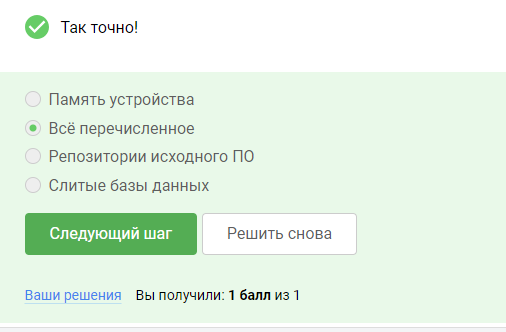 Так точно!
Память устройства
Всё перечисленное
Репозитории исходного ПО
Слитые базы данных
Следующий шаг Решить снова
Ваши решения Вы получили: 1 балл из 1